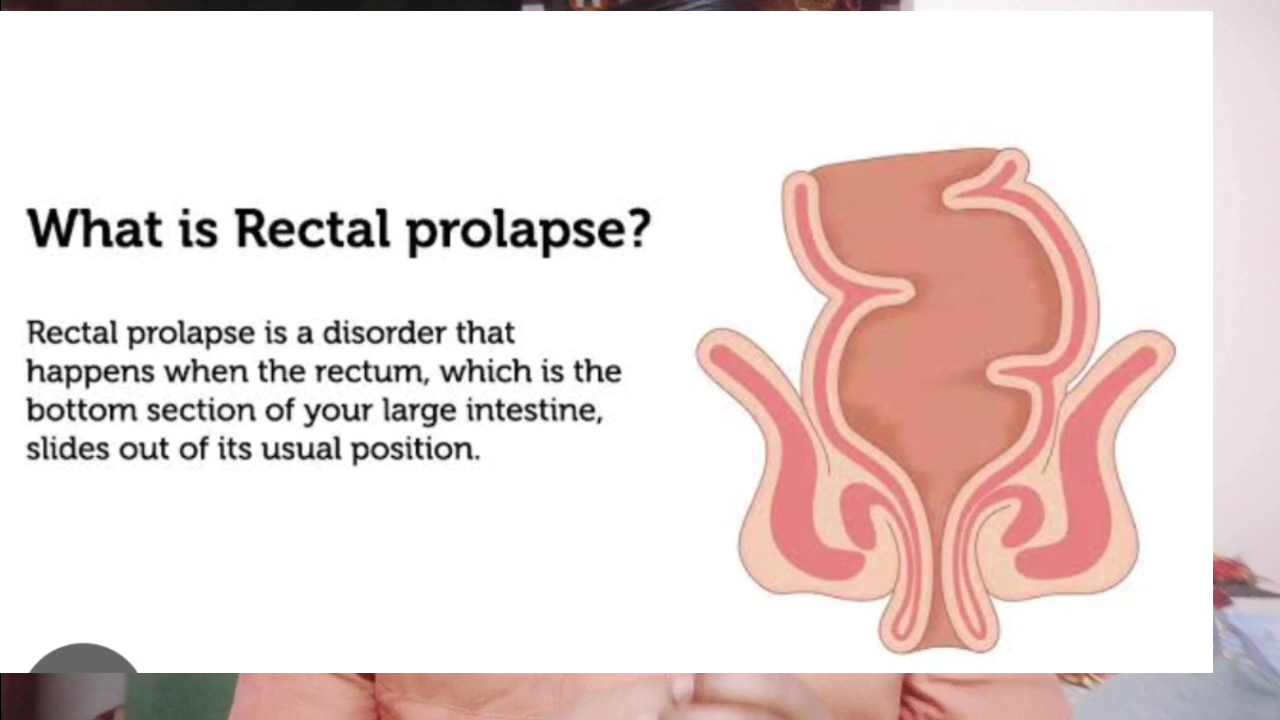 What is Rectal prolapse?
Rectal prolapse is a disorder that
happens when the rectum, which is the
bottom section of your large intestine,
slides out of its usual position.